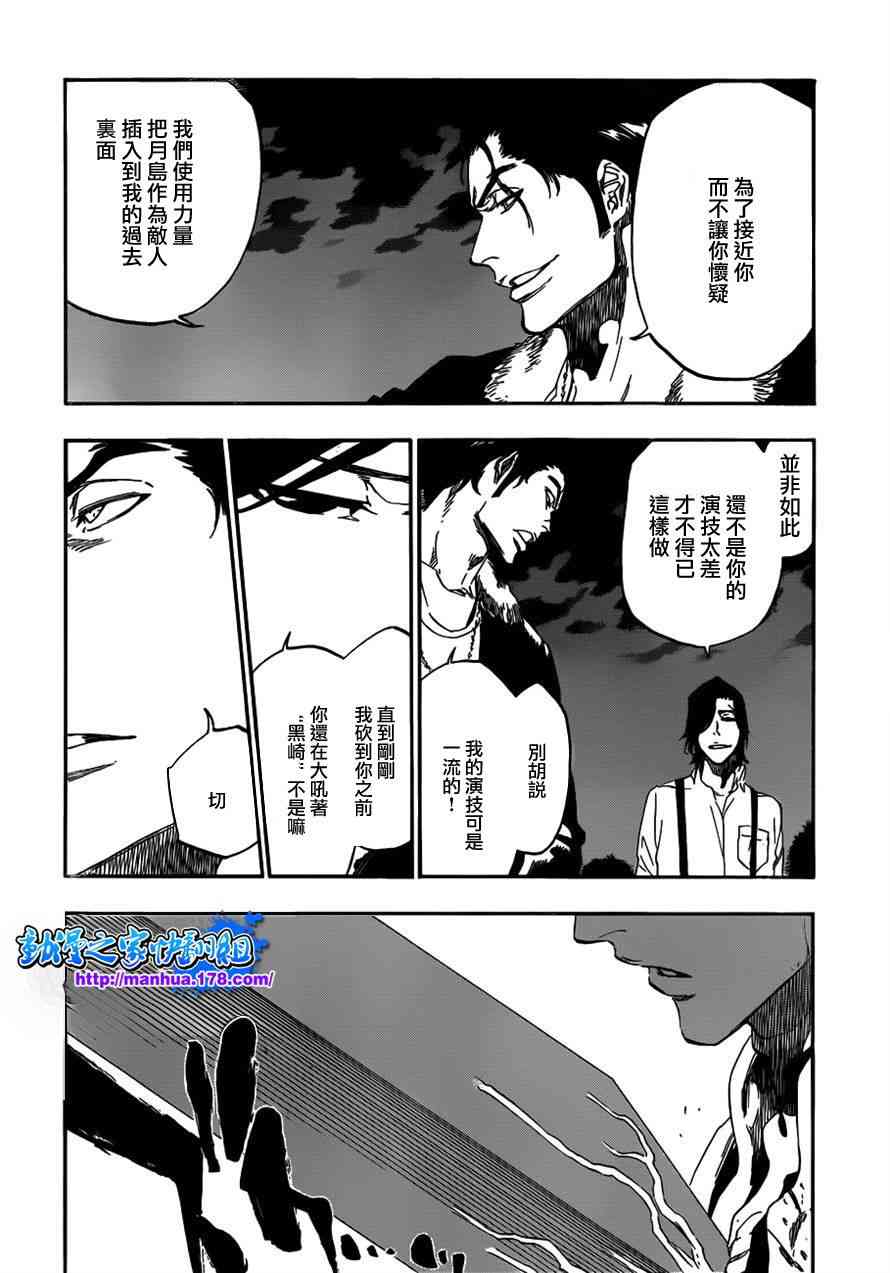 為了接近你
而不讓你懷疑
我們使用力量
把月島作為敵人
插入到我的過去
裏面
並非如此
還不是你的
演技太差
才不得已
這樣做
別胡説
我的演技可是
一流的！
直到剛剛
我砍到你之前
你還在大吼著
“黑崎”不是嘛
切
動漫之家快翻組
http://manhua.178.com/